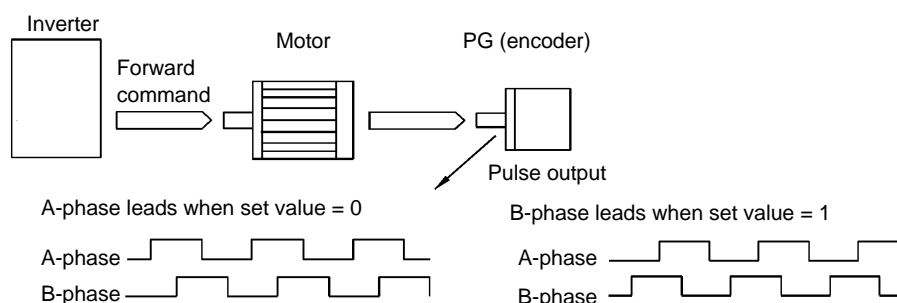 Inverter
Motor
PG (encoder)
Forward
command
Pulse output
A-phase leads when set value = 0
B-phase leads when set value = 1
A-phase
A-phase
B-phase
B-phase